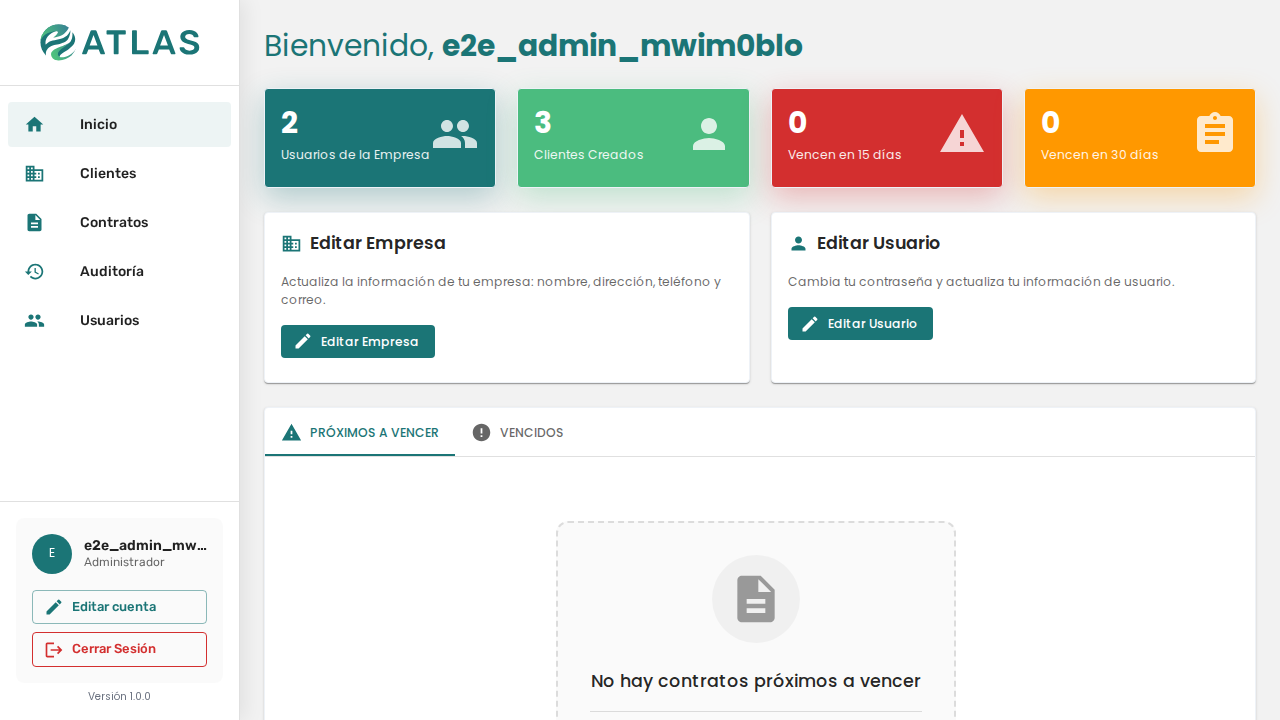 ATLAS
Inicio
Clientes
Contratos
Auditoría
Usuarios
e2e_admin_mw...
E
Administrador
Editar cuenta
Cerrar Sesión
Versión 1.0.0
Bienvenido, e2e_admin_mwim0blo
2
Usuarios de la Empresa
3
Clientes Creados
0
Vencen en 15 días
0
Vencen en 30 días
Editar Empresa
Actualiza la información de tu empresa: nombre, dirección, teléfono y
correo.
Editar Empresa
Editar Usuario
Cambia tu contraseña y actualiza tu información de usuario.
Editar Usuario
PRÓXIMOS A VENCER
VENCIDOS
No hay contratos próximos a vencer